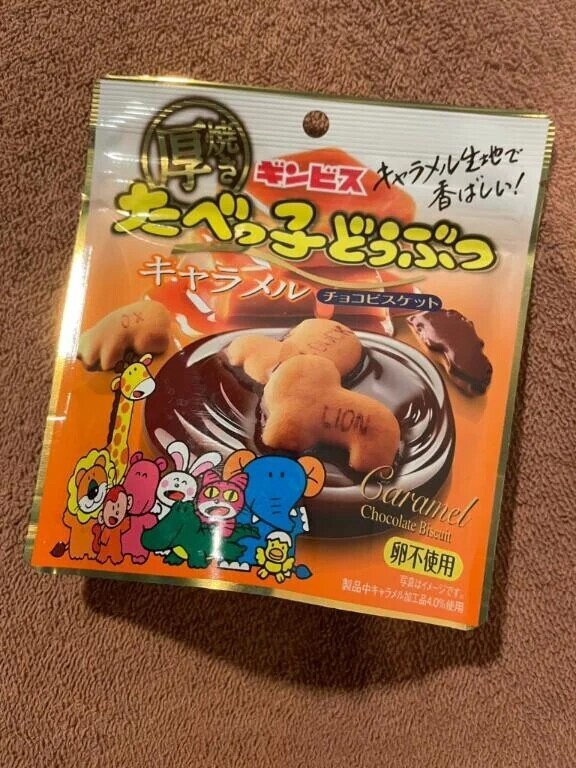 厚焼き
ギンビス
キャラメル生地で
香ばしい!
たべっ子どうぶつ
キャラメル
チョコビスケット
OX
LION
Caramel
Chocolate Biscuit
卵不使用
写真はイメージです。
製品中キャラメル加工品4.0%使用